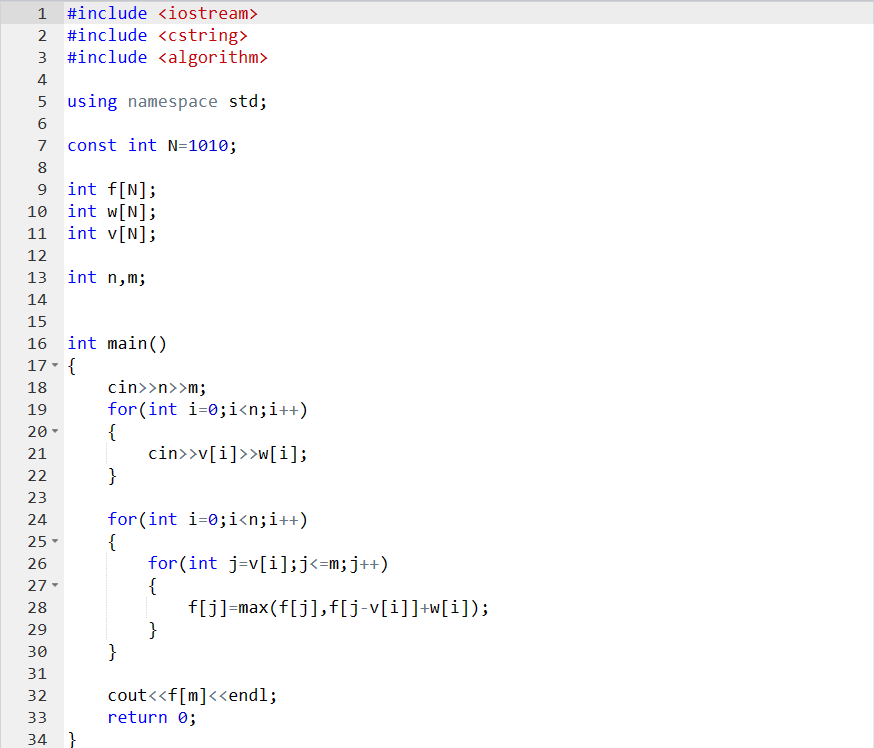 1 #include <iostream>
2 #include <cstring>
3 #include <algorithm>
4
5 using namespace std;
6
7 const int N=1010;
8
9 int f[N];
10 int w[N];
11 int v[N];
12
13 int n,m;
14
15
16 int main()
17 {
18     cin>>n>>m;
19     for(int i=0;i<n;i++)
20     {
21         cin>>v[i]>>w[i];
22     }
23
24     for(int i=0;i<n;i++)
25     {
26         for(int j=v[i];j<=m;j++)
27         {
28             f[j]=max(f[j],f[j-v[i]]+w[i]);
29         }
30     }
31
32     cout<<f[m]<<endl;
33     return 0;
34 }